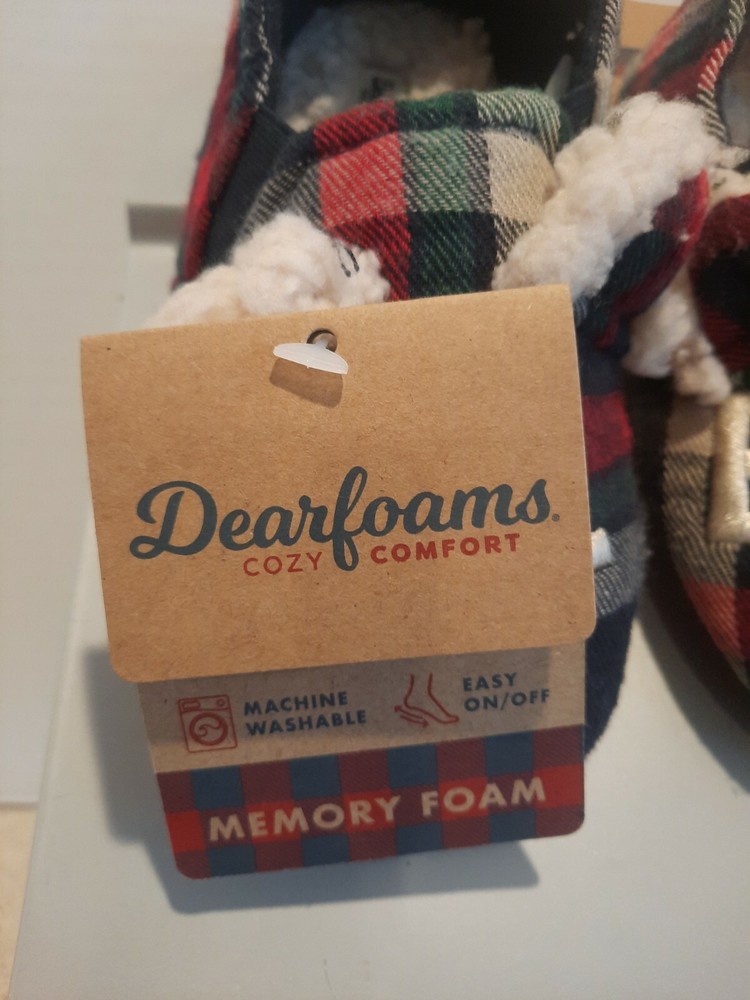 Dearfoams.
COZY COMFORT
MACHINE
WASHABLE
EASY
ON/OFF
MEMORY FOAM